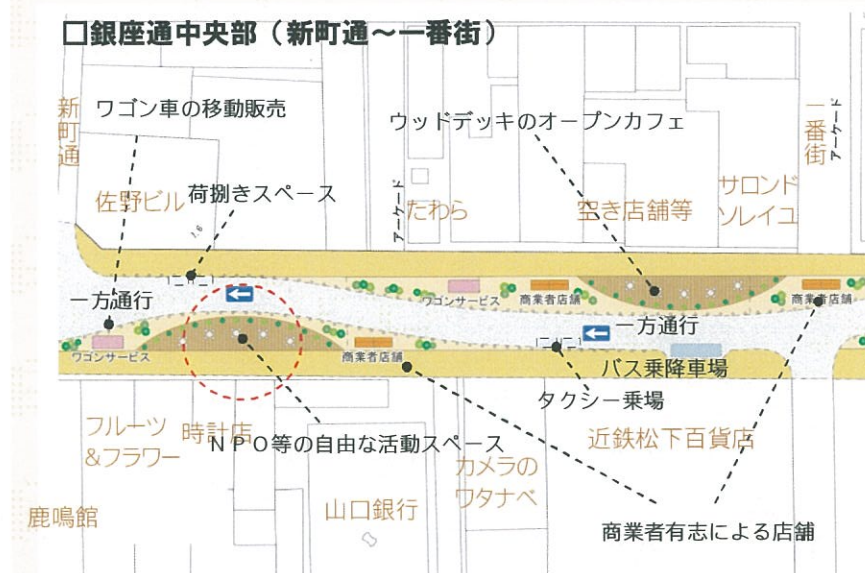 □銀座通中央部（新町通～一番街）
新町通
ワゴン車の移動販売
ウッドデッキのオープンカフェ
一番街
アーケード
荷捌きスペース
佐野ビル
1.6
アーケード
たわら
空き店舗等
サロンド
ソレイユ
一方通行
ワゴンサービス
商業者店舗
商業者店舗
一方通行
ワゴンサービス
商業者店舗
バス乗降車場
タクシー乗場
フルーツ
&フラワー
時計店
NPO等の自由な活動スペース
近鉄松下百貨店
カメラの
ワタナベ
鹿鳴館
山口銀行
商業者有志による店舗